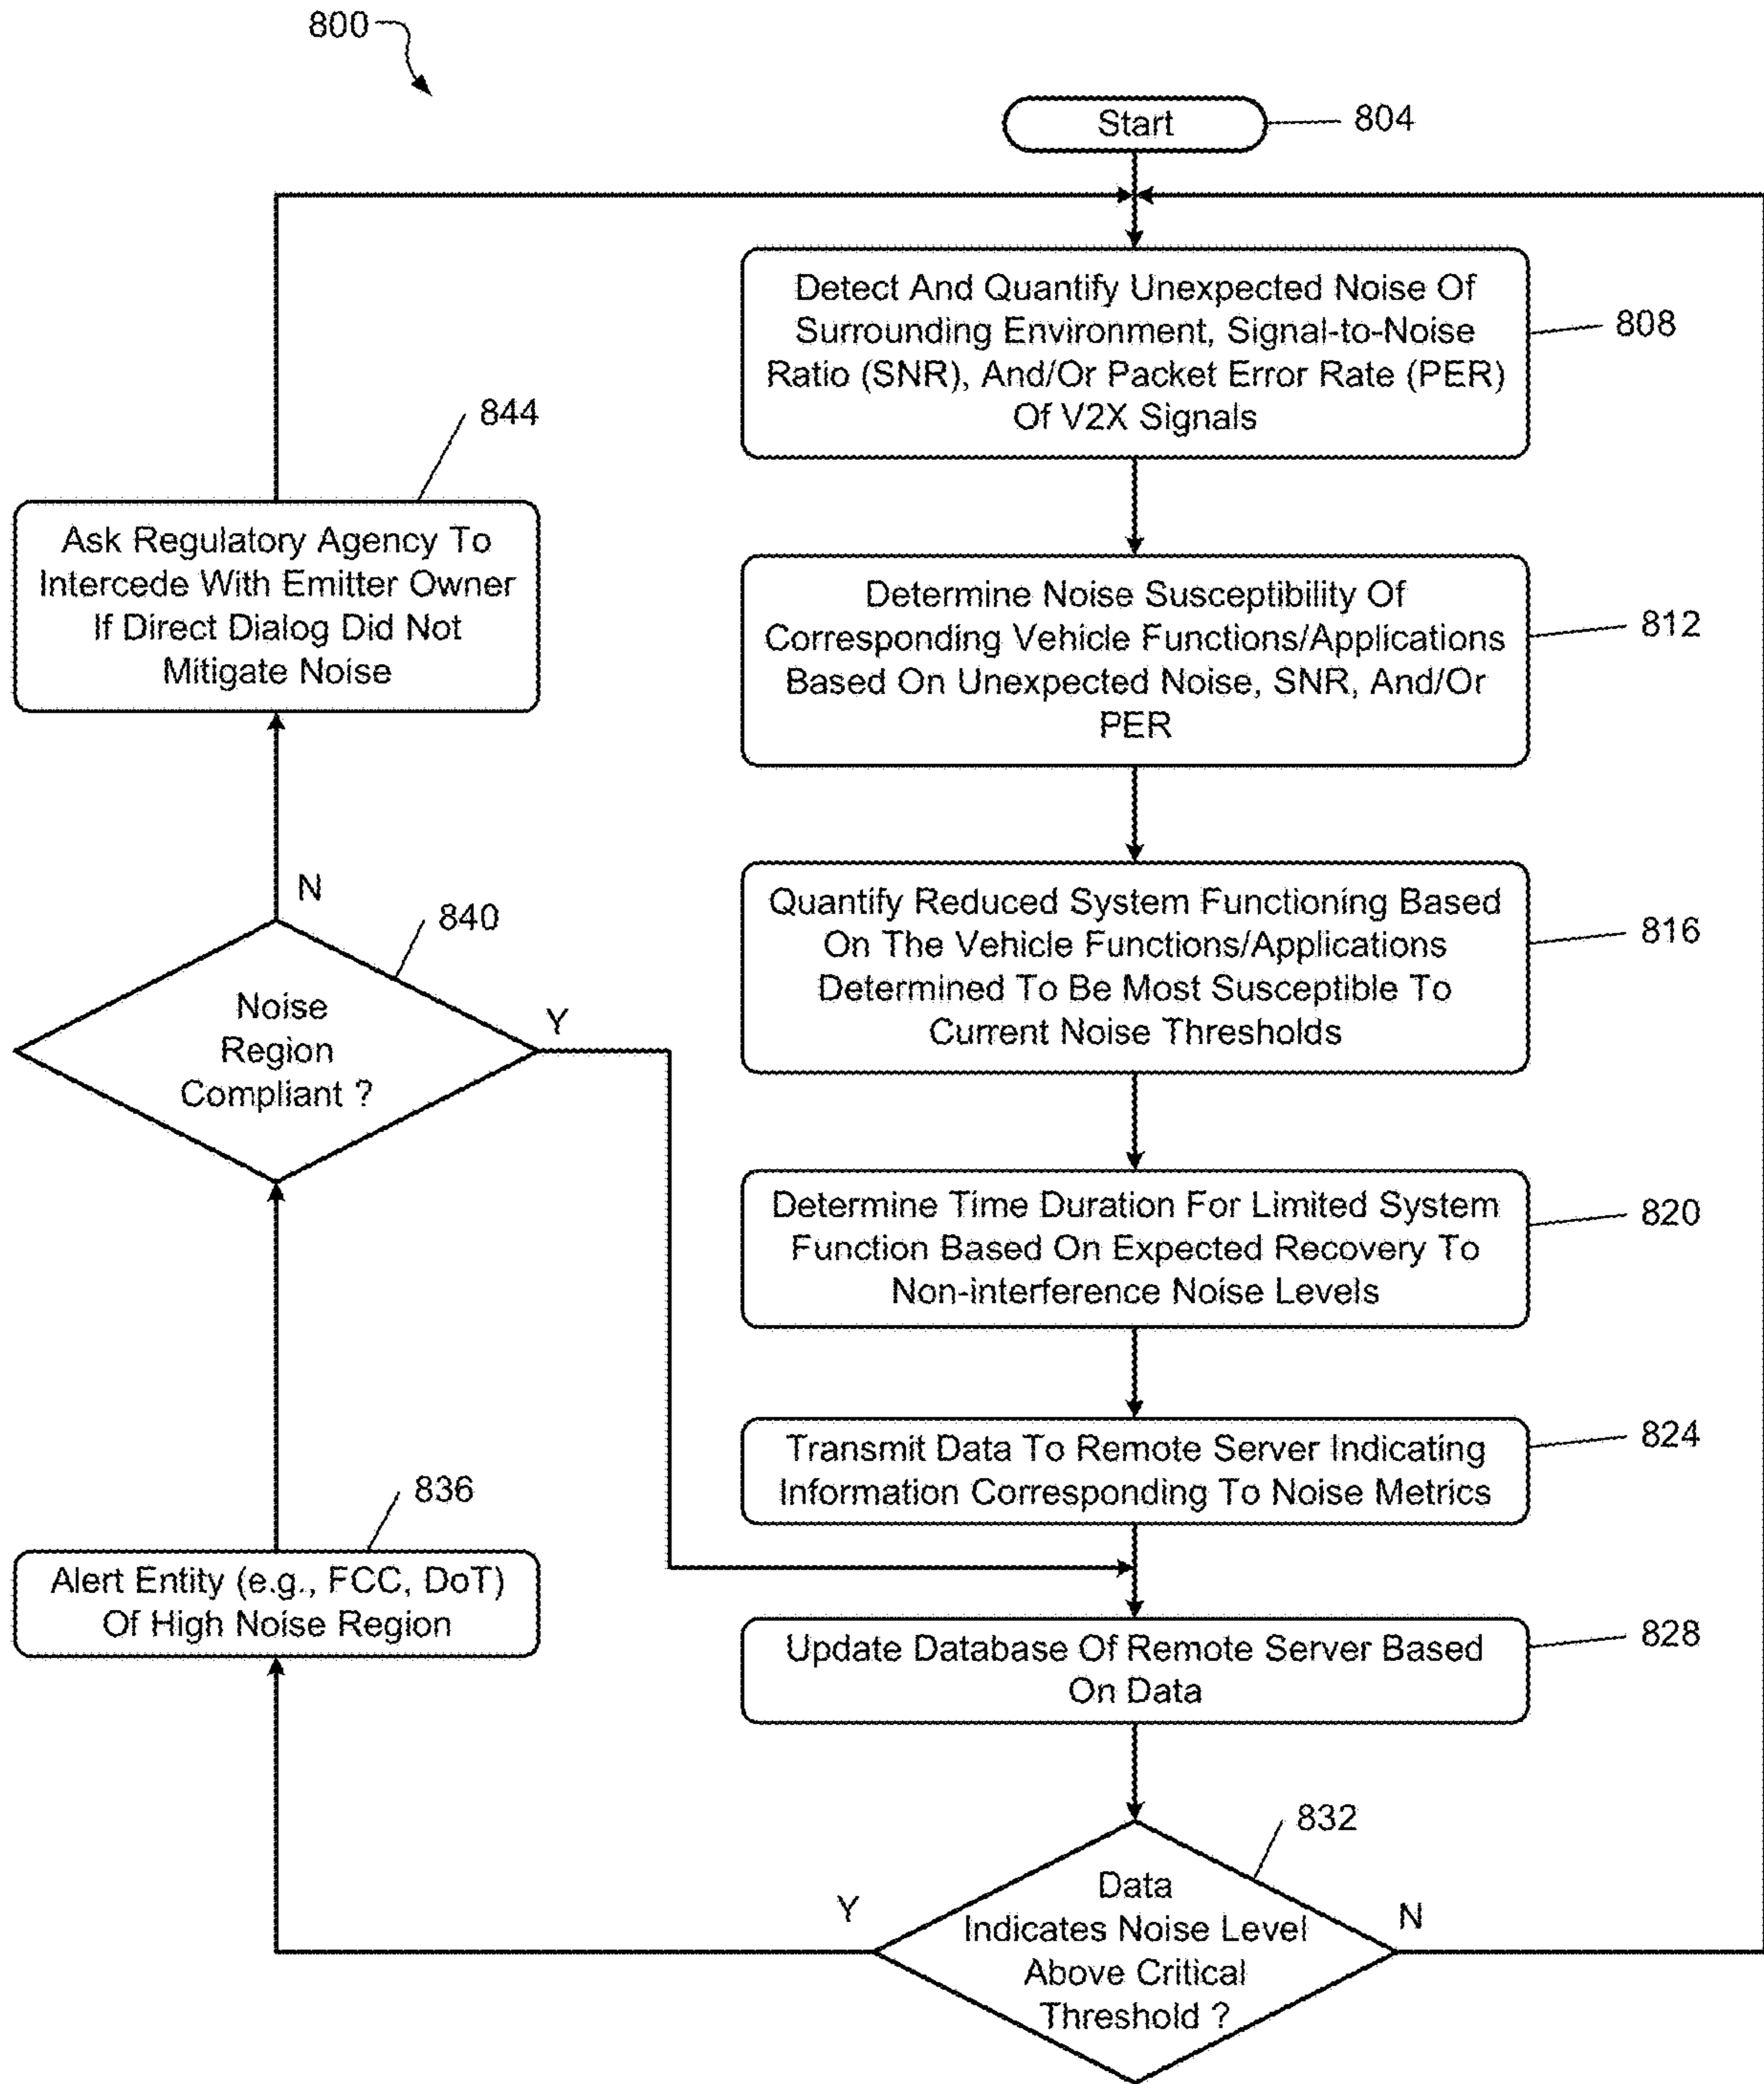 800
Start
804
Detect And Quantify Unexpected Noise Of
Surrounding Environment, Signal-to-Noise
Ratio (SNR), And/Or Packet Error Rate (PER)
Of V2X Signals
808
844
Ask Regulatory Agency To
Intercede With Emitter Owner
If Direct Dialog Did Not
Mitigate Noise
Determine Noise Susceptibility Of
Corresponding Vehicle Functions/Applications
Based On Unexpected Noise, SNR, And/Or
PER
812
N
840
Noise
Region
Compliant ?
Y
Quantify Reduced System Functioning Based
On The Vehicle Functions/Applications
Determined To Be Most Susceptible To
Current Noise Thresholds
816
Determine Time Duration For Limited System
Function Based On Expected Recovery To
Non-interference Noise Levels
820
Transmit Data To Remote Server Indicating
Information Corresponding To Noise Metrics
824
836
Alert Entity (e.g., FCC, DoT)
Of High Noise Region
Update Database Of Remote Server Based
On Data
828
832
Y
Data
Indicates Noise Level
Above Critical
Threshold ?
N